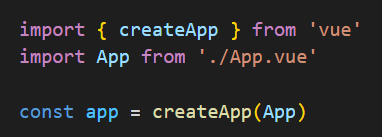 import { createApp } from 'vue'
import App from './App.vue'
const app = createApp(App)